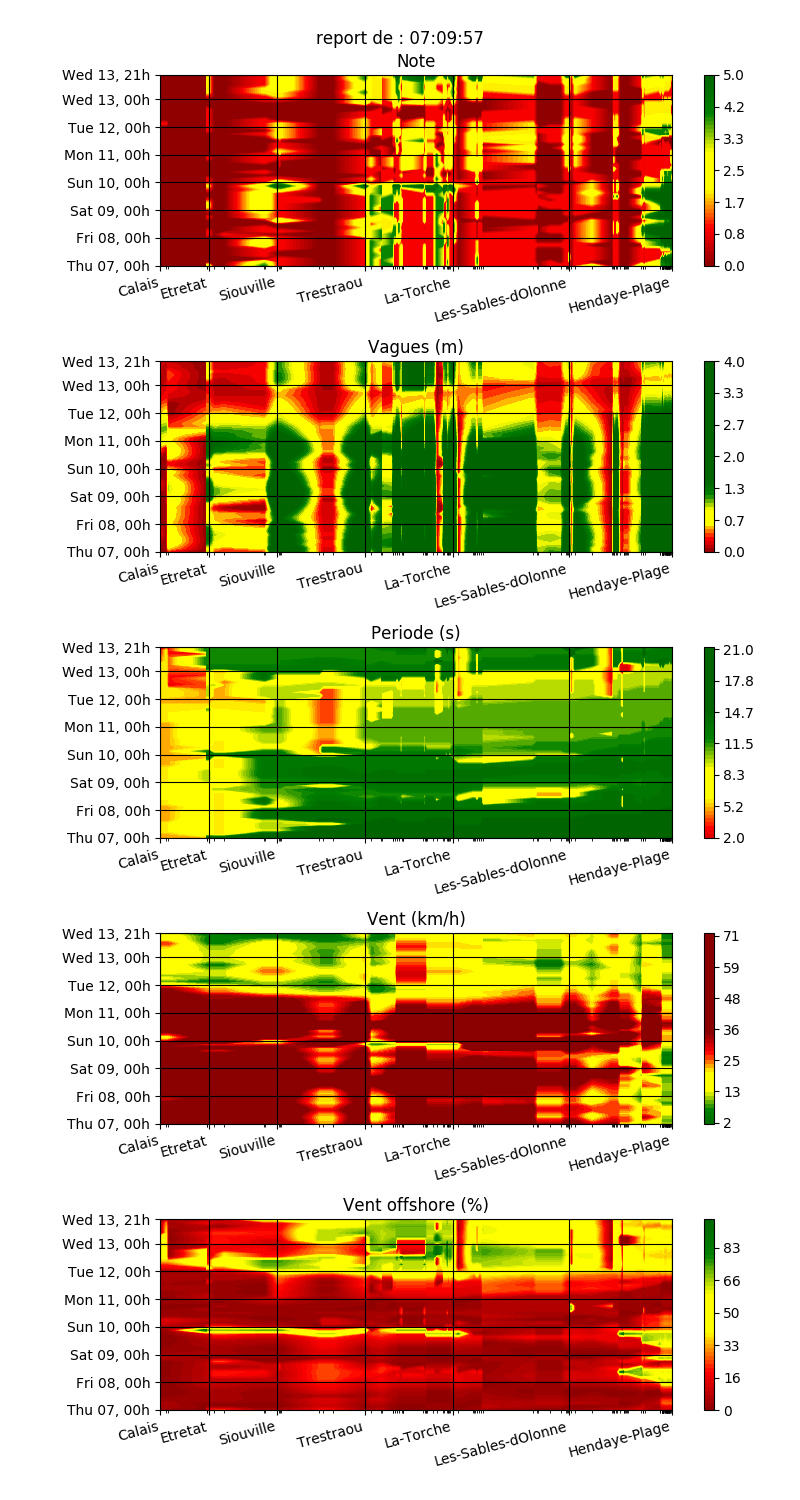 report de : 07:09:57
Note
Wed 13, 21h
Wed 13, 00h
Tue 12, 00h
Mon 11, 00h
Sun 10, 00h
Sat 09, 00h
Fri 08, 00h
Thu 07, 00h
5.0
4.2
3.3
2.5
1.7
0.8
0.0
Calais Etretat Siouville Trestraou La-Torche Les-Sables-dOlonne Hendaye-Plage
Vagues (m)
Wed 13, 21h
Wed 13, 00h
Tue 12, 00h
Mon 11, 00h
Sun 10, 00h
Sat 09, 00h
Fri 08, 00h
Thu 07, 00h
4.0
3.3
2.7
2.0
1.3
0.7
0.0
Calais Etretat Siouville Trestraou La-Torche Les-Sables-dOlonne Hendaye-Plage
Periode (s)
Wed 13, 21h
Wed 13, 00h
Tue 12, 00h
Mon 11, 00h
Sun 10, 00h
Sat 09, 00h
Fri 08, 00h
Thu 07, 00h
21.0
17.8
14.7
11.5
8.3
5.2
2.0
Calais Etretat Siouville Trestraou La-Torche Les-Sables-dOlonne Hendaye-Plage
Vent (km/h)
Wed 13, 21h
Wed 13, 00h
Tue 12, 00h
Mon 11, 00h
Sun 10, 00h
Sat 09, 00h
Fri 08, 00h
Thu 07, 00h
71
59
48
36
25
13
2
Calais Etretat Siouville Trestraou La-Torche Les-Sables-dOlonne Hendaye-Plage
Vent offshore (%)
Wed 13, 21h
Wed 13, 00h
Tue 12, 00h
Mon 11, 00h
Sun 10, 00h
Sat 09, 00h
Fri 08, 00h
Thu 07, 00h
83
66
50
33
16
0
Calais Etretat Siouville Trestraou La-Torche Les-Sables-dOlonne Hendaye-Plage